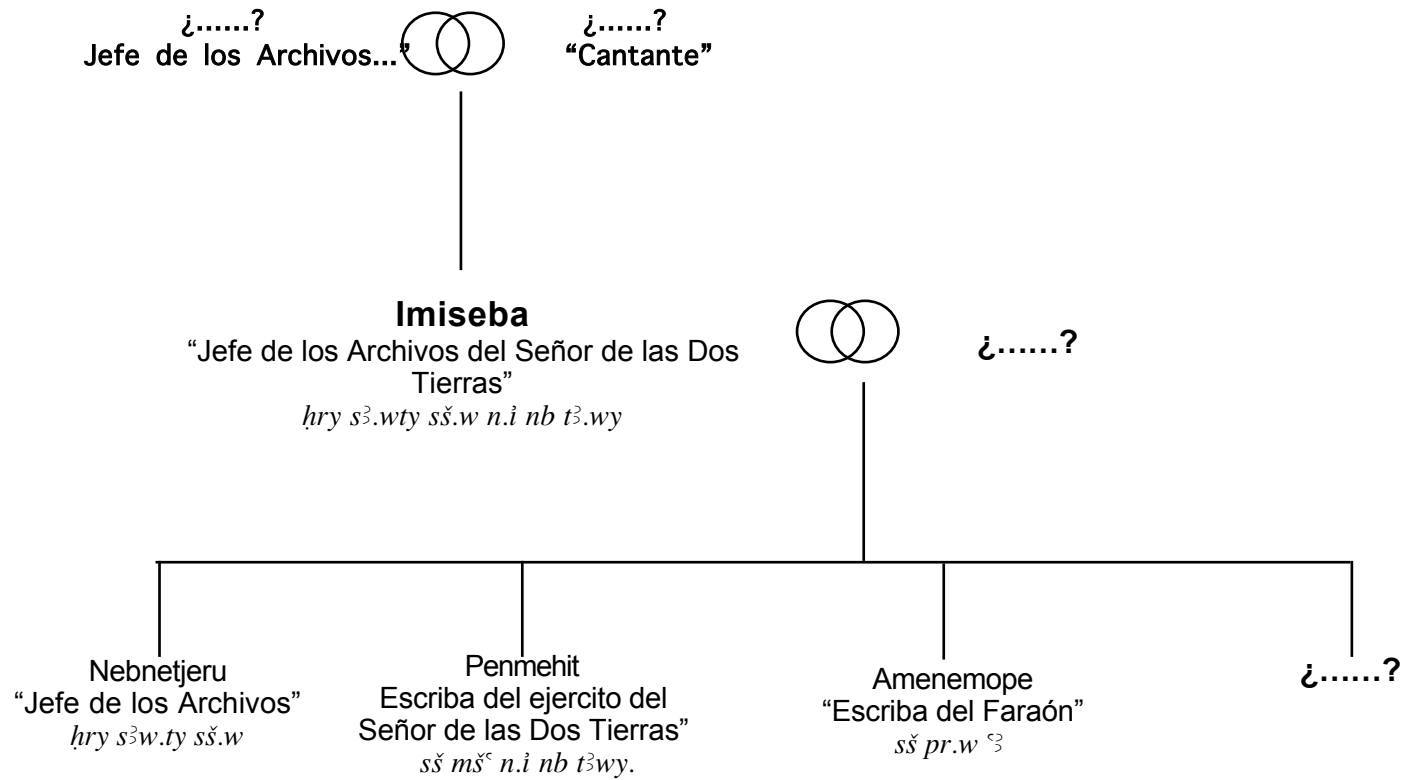 ¿......?
Jefe de los Archivos...”
¿......?
“Cantante”
Imiseba
“Jefe de los Archivos del Señor de las Dos
Tierras”
ḥry sꜣ.wty sš.w n.ỉ nb tꜣ.wy
¿......?
Nebnetjeru
“Jefe de los Archivos”
ḥry sꜣw.ty sš.w
Penmehit
Escriba del ejercito del
Señor de las Dos Tierras”
sš mšꜥ n.ỉ nb tꜣwy.
Amenemope
“Escriba del Faraón”
sš pr.w ꜥꜣ
¿......?